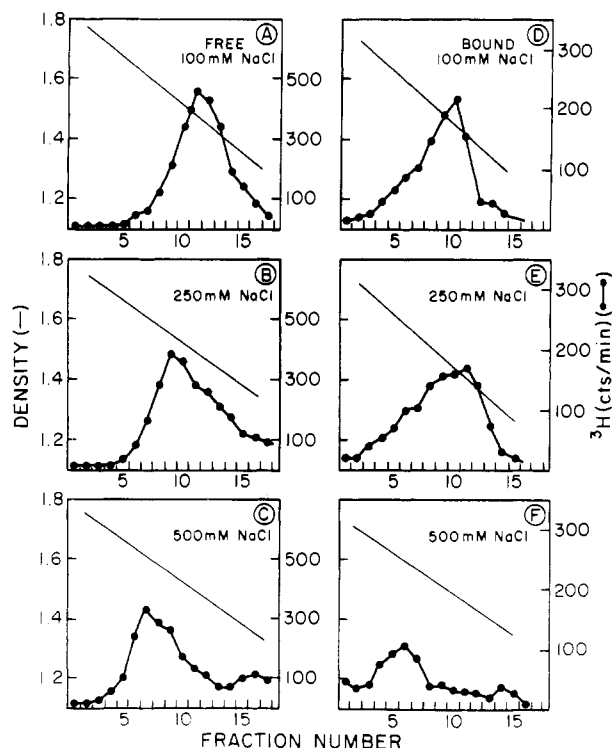 A
FREE
100mM NaCl
D
BOUND
100mM NaCl
1.8
1.6
1.4
1.2
500
300
100
300
200
100
5 10 15
5 10 15
B
250mM NaCl
E
250mM NaCl
1.8
1.6
1.4
1.2
500
300
100
300
200
100
5 10 15
5 10 15
C
500mM NaCl
F
500mM NaCl
1.8
1.6
1.4
1.2
500
300
100
300
200
100
5 10 15
5 10 15
DENSITY (—)
³H (cts/min) (●—●)
FRACTION NUMBER